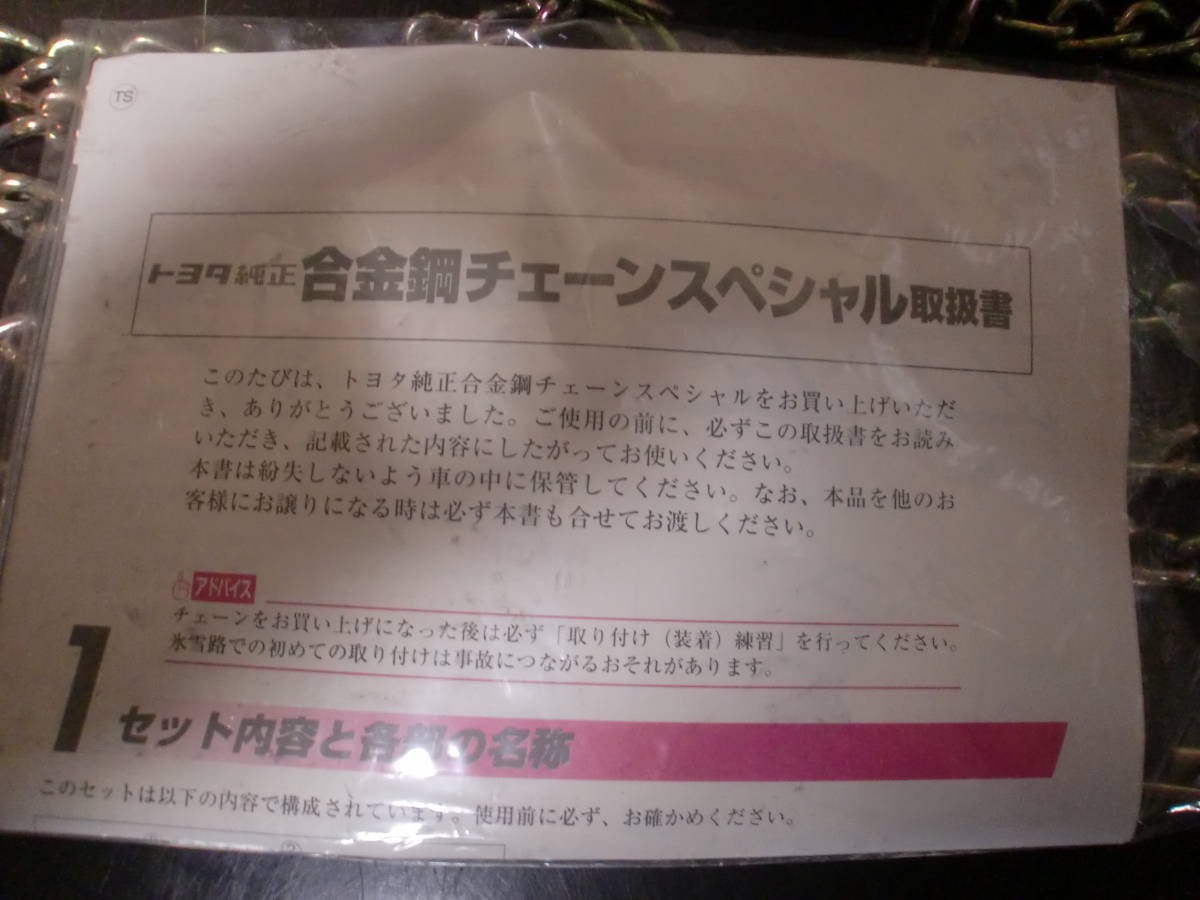 TS
トヨタ純正 合金鋼チェーンスペシャル取扱書
このたびは、トヨタ純正合金鋼チェーンスペシャルをお買い上げいただ
き、ありがとうございました。ご使用の前に、必ずこの取扱書をお読み
いただき、記載された内容にしたがってお使いください。
本書は紛失しないよう車の中に保管してください。なお、本品を他のお
客様にお譲りになる時は必ず本書も合せてお渡しください。
アドバイス
チェーンをお買い上げになった後は必ず「取り付け（装着）練習」を行ってください。
氷雪路での初めての取り付けは事故につながるおそれがあります。
1 セット内容と各部の名称
このセットは以下の内容で構成されています。使用前に必ず、お確かめください。
②